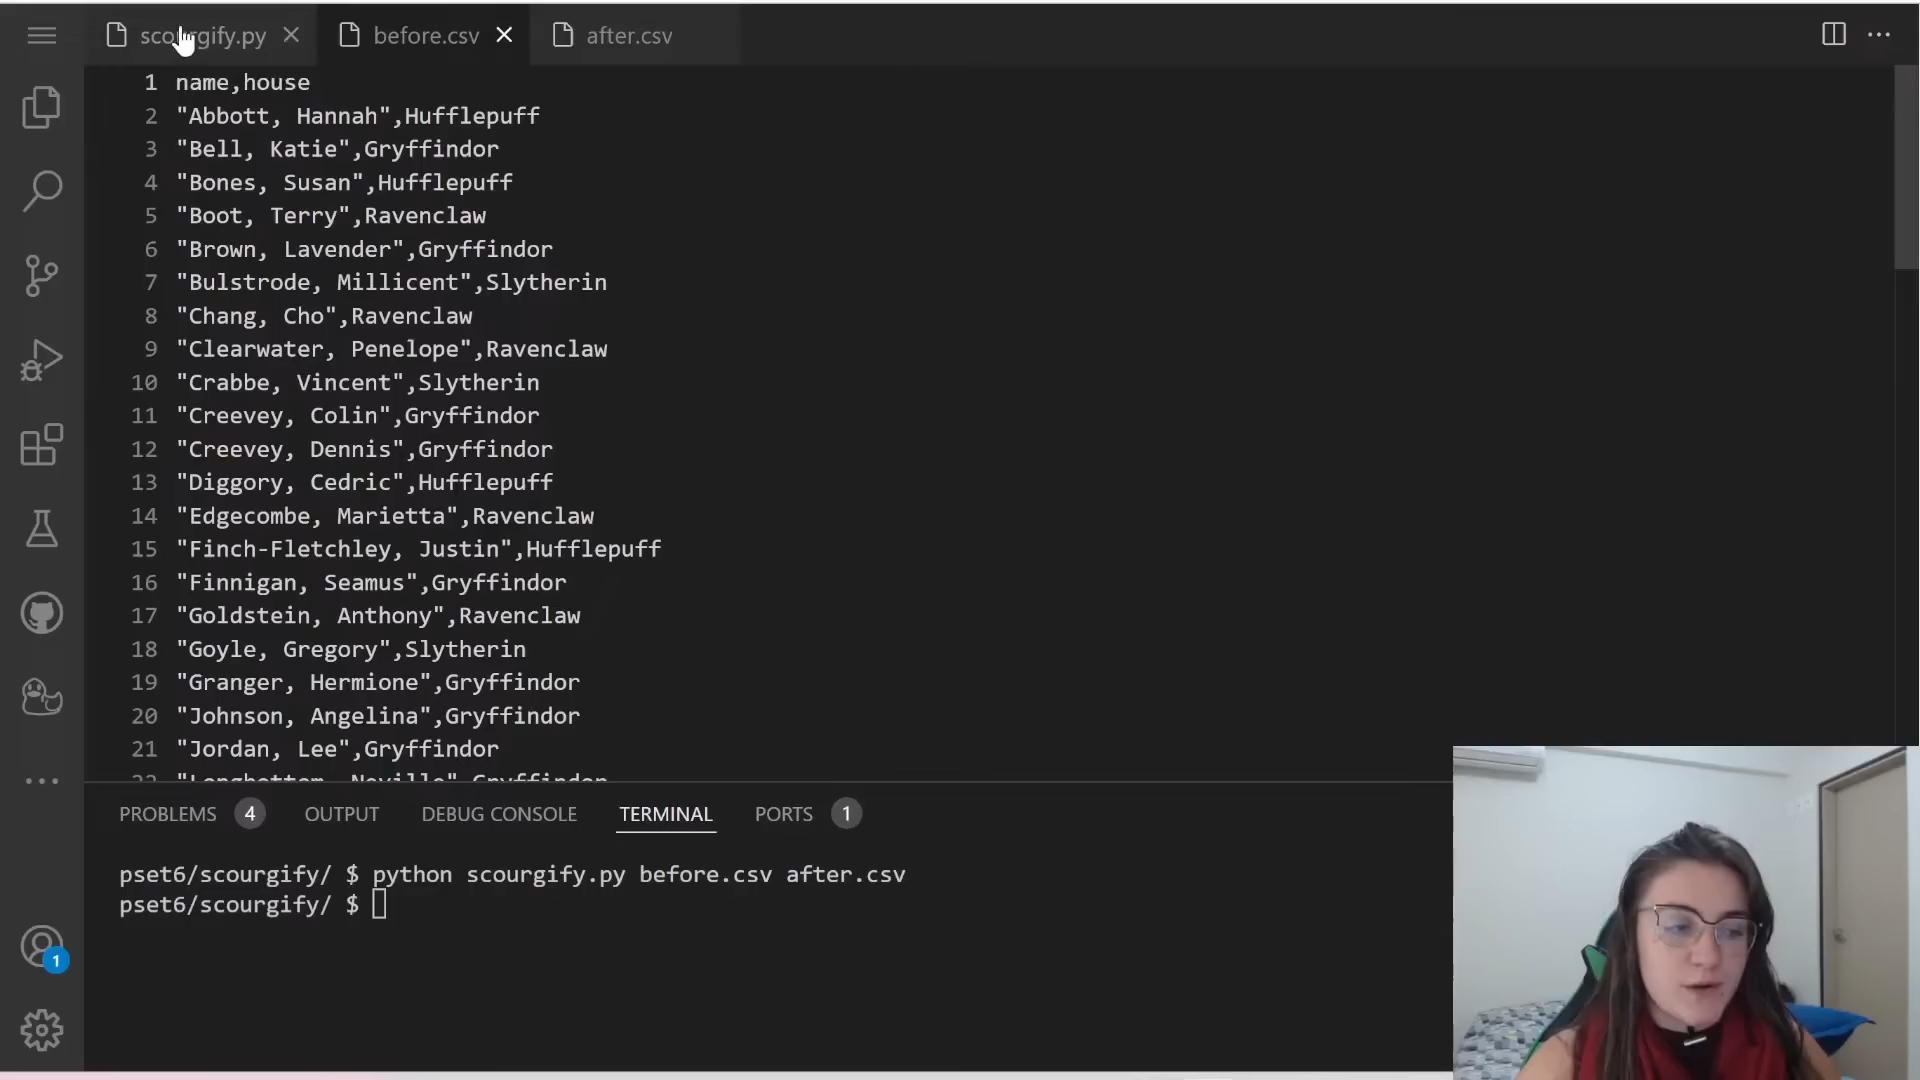 scourgify.py
before.csv
after.csv
1 name,house
2 "Abbott, Hannah",Hufflepuff
3 "Bell, Katie",Gryffindor
4 "Bones, Susan",Hufflepuff
5 "Boot, Terry",Ravenclaw
6 "Brown, Lavender",Gryffindor
7 "Bulstrode, Millicent",Slytherin
8 "Chang, Cho",Ravenclaw
9 "Clearwater, Penelope",Ravenclaw
10 "Crabbe, Vincent",Slytherin
11 "Creevey, Colin",Gryffindor
12 "Creevey, Dennis",Gryffindor
13 "Diggory, Cedric",Hufflepuff
14 "Edgecombe, Marietta",Ravenclaw
15 "Finch-Fletchley, Justin",Hufflepuff
16 "Finnigan, Seamus",Gryffindor
17 "Goldstein, Anthony",Ravenclaw
18 "Goyle, Gregory",Slytherin
19 "Granger, Hermione",Gryffindor
20 "Johnson, Angelina",Gryffindor
21 "Jordan, Lee",Gryffindor
22 "Longbottom, Neville",Gryffindor
PROBLEMS 4 OUTPUT DEBUG CONSOLE TERMINAL PORTS 1
pset6/scourgify/ $ python scourgify.py before.csv after.csv
pset6/scourgify/ $
1